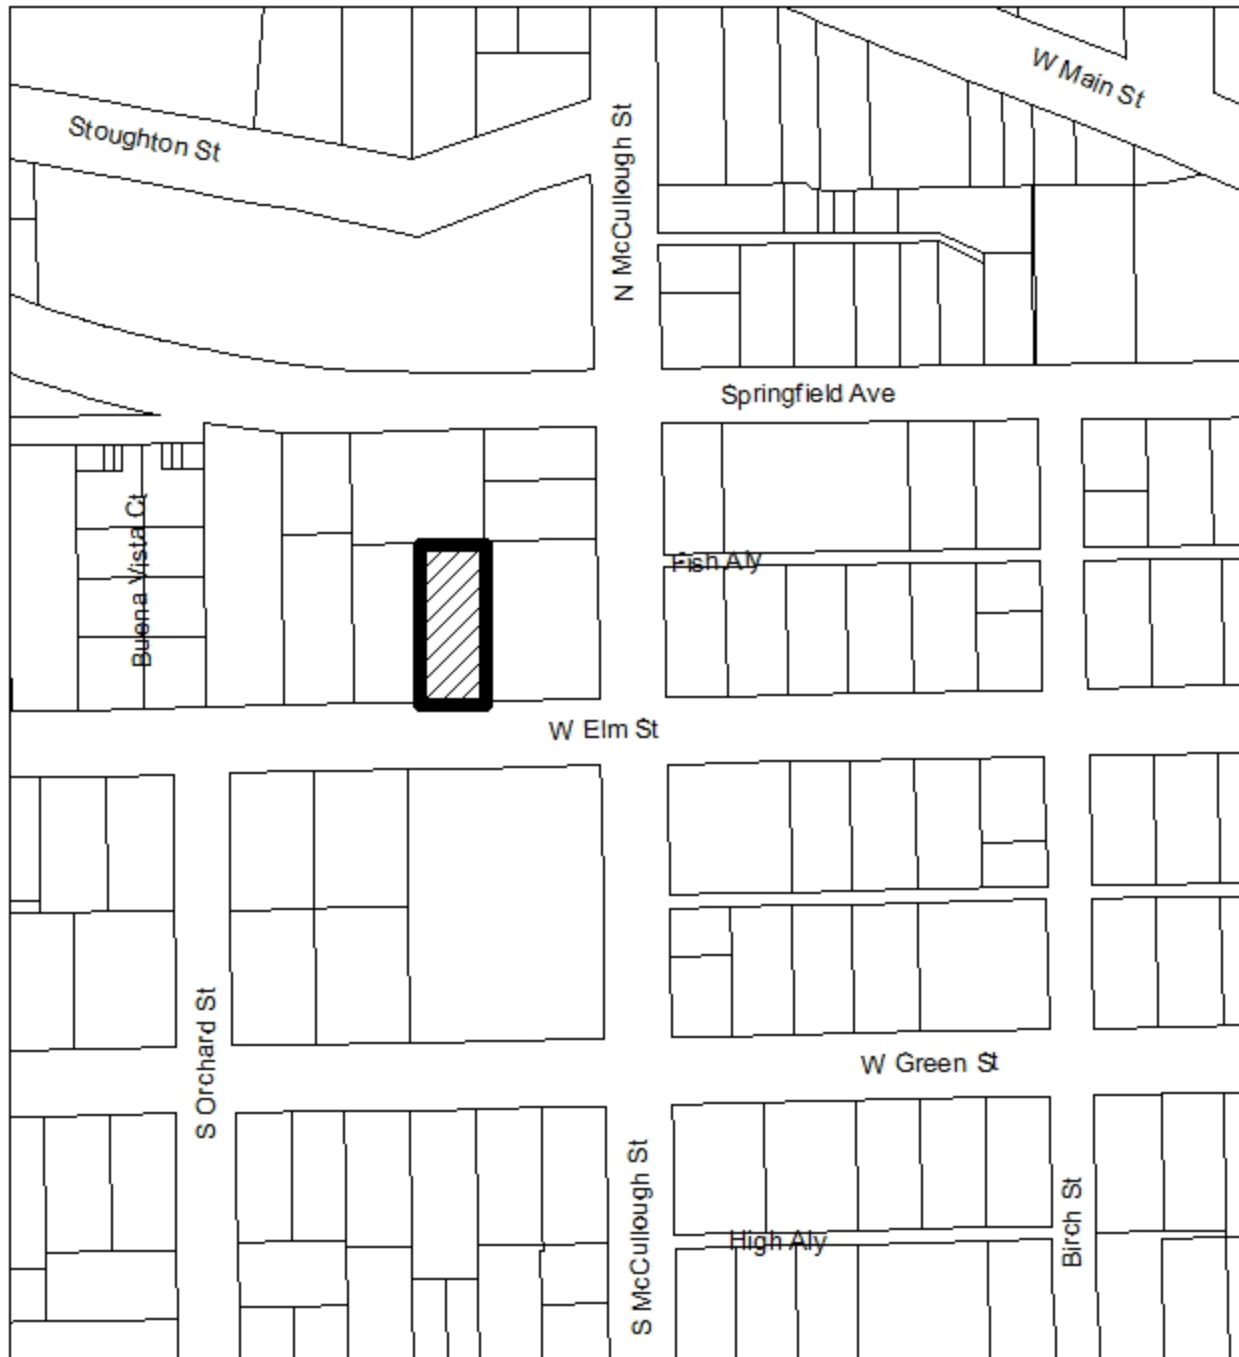 W Main St
Stoughton St
N McCullough St
Springfield Ave
Buena Vista Ct
Fish Aly
W Elm St
S Orchard St
W Green St
S McCullough St
Birch St
High Aly